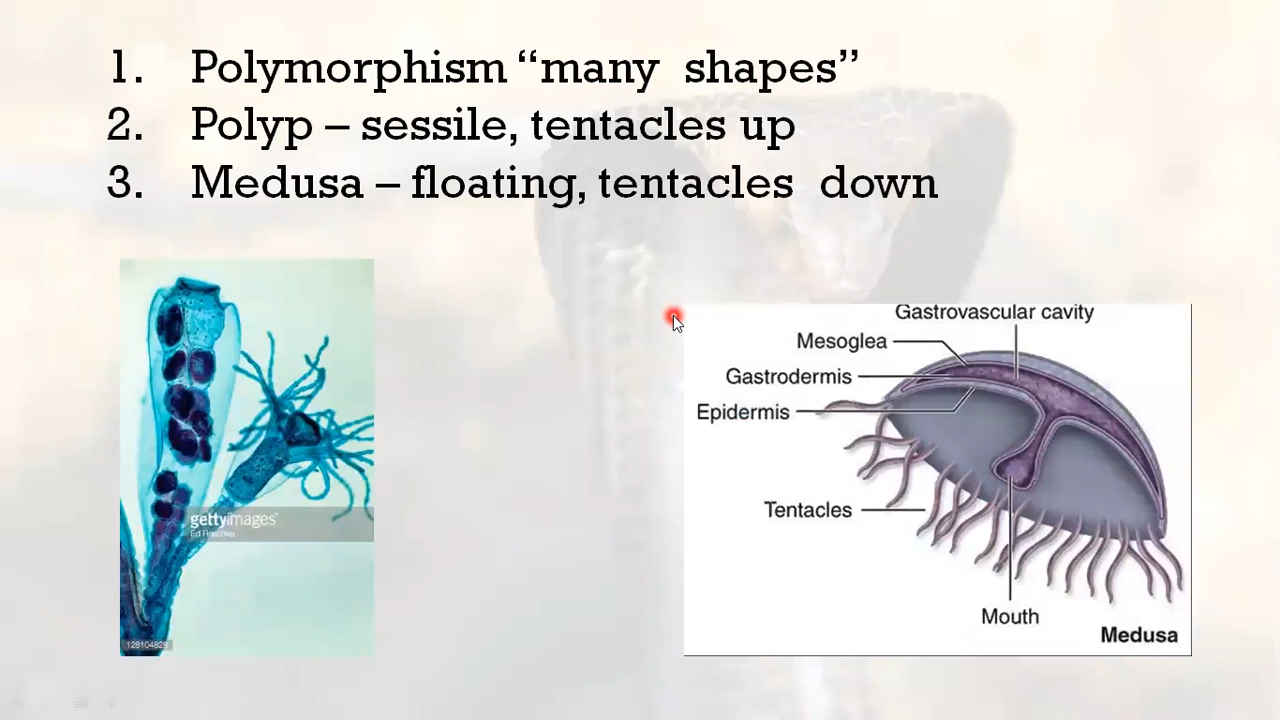 1. Polymorphism “many shapes”
2. Polyp – sessile, tentacles up
3. Medusa – floating, tentacles down
Gastrovascular cavity
Mesoglea
Gastrodermis
Epidermis
Tentacles
Mouth
Medusa
gettyimages